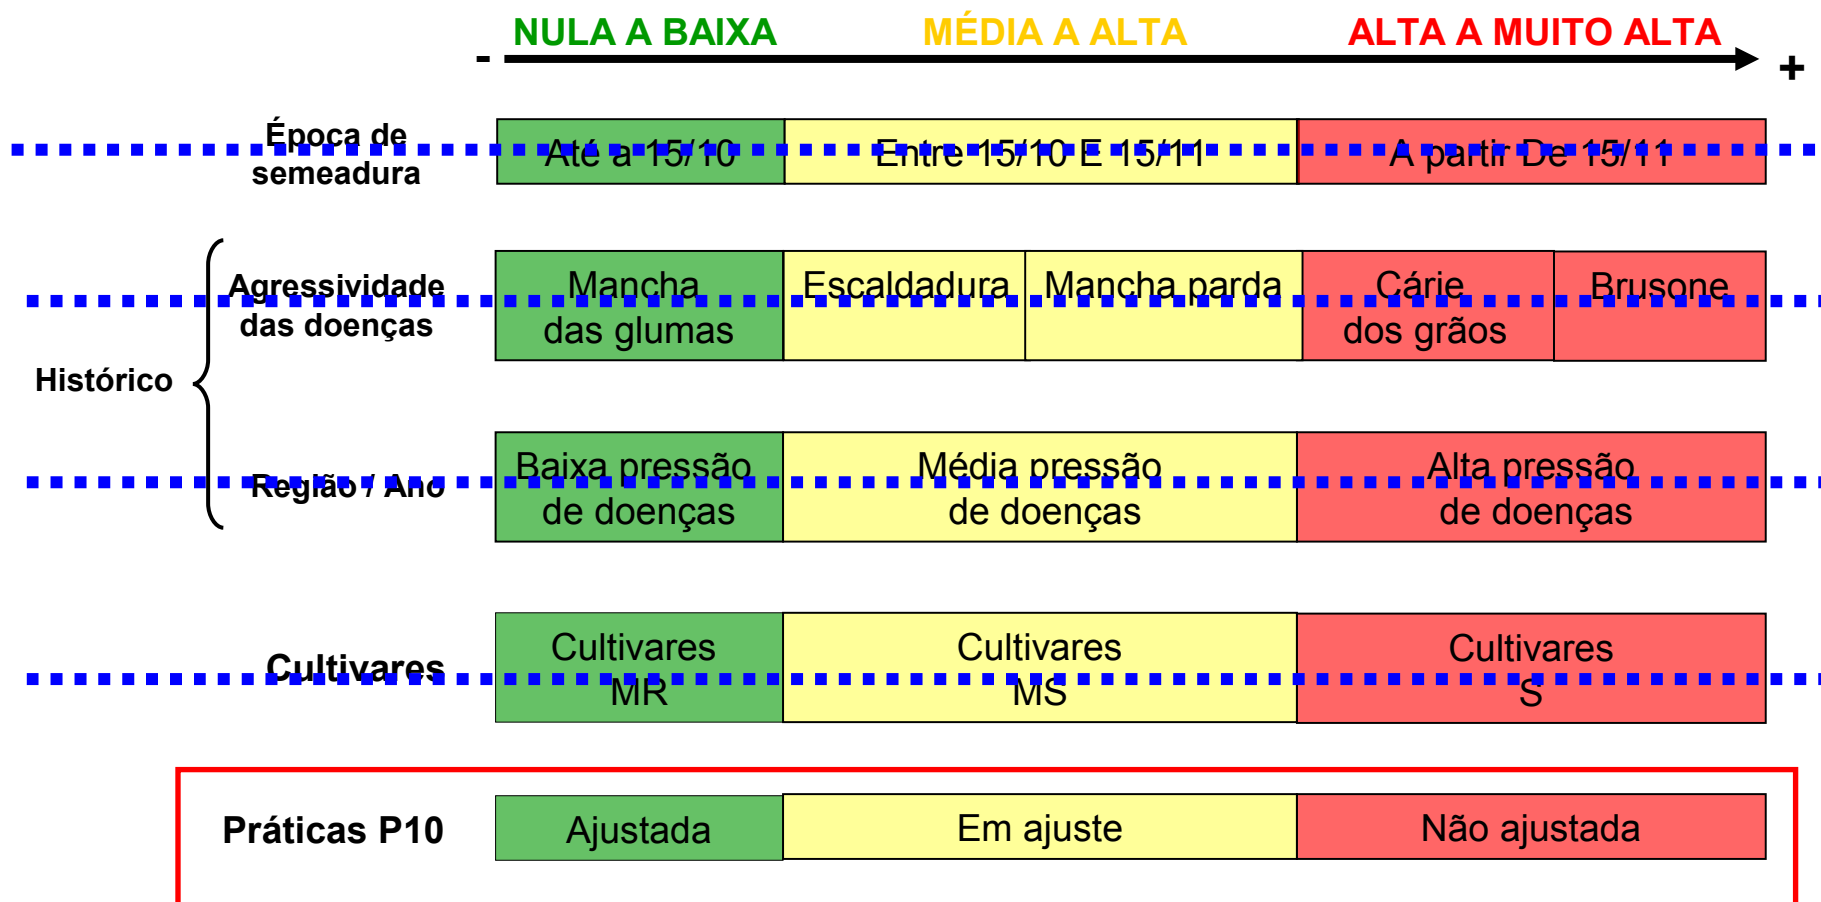 NULA A BAIXA MÉDIA A ALTA ALTA A MUITO ALTA
- +
Época de
semeadura
Até a 15/10 Entre 15/10 E 15/11 A partir De 15/11
Histórico
Agressividade
das doenças
Mancha
das glumas
Escaldadura
Mancha parda
Cárie
dos grãos
Brusone
Região / Ano
Baixa pressão
de doenças
Média pressão
de doenças
Alta pressão
de doenças
Cultivares
Cultivares
MR
Cultivares
MS
Cultivares
S
Práticas P10
Ajustada Em ajuste Não ajustada